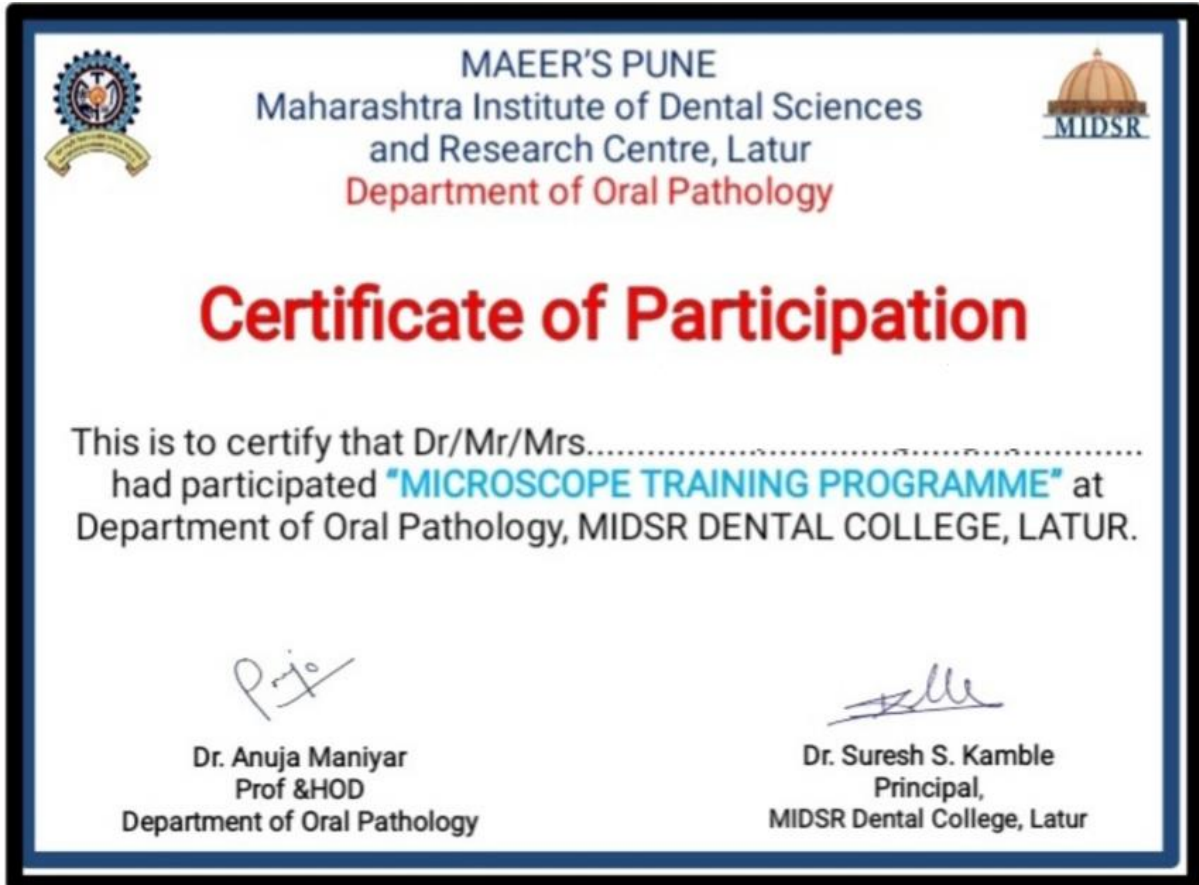 MAEER'S PUNE
Maharashtra Institute of Dental Sciences
and Research Centre, Latur
Department of Oral Pathology
MIDSR
Certificate of Participation
This is to certify that Dr/Mr/Mrs..............................................................
had participated "MICROSCOPE TRAINING PROGRAMME" at
Department of Oral Pathology, MIDSR DENTAL COLLEGE, LATUR.
Dr. Anuja Maniyar
Prof &HOD
Department of Oral Pathology
Dr. Suresh S. Kamble
Principal,
MIDSR Dental College, Latur